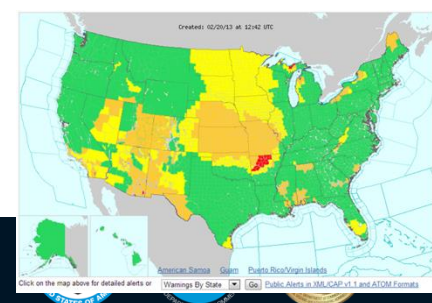 Created: 02/20/13 at 12:42 UTC
American Samoa Guam Puerto Rico/Virgin Islands
Click on the map above for detailed alerts or Warnings By State Go Public Alerts in XML/CAP v1.1 and ATOM Formats
STATES OF